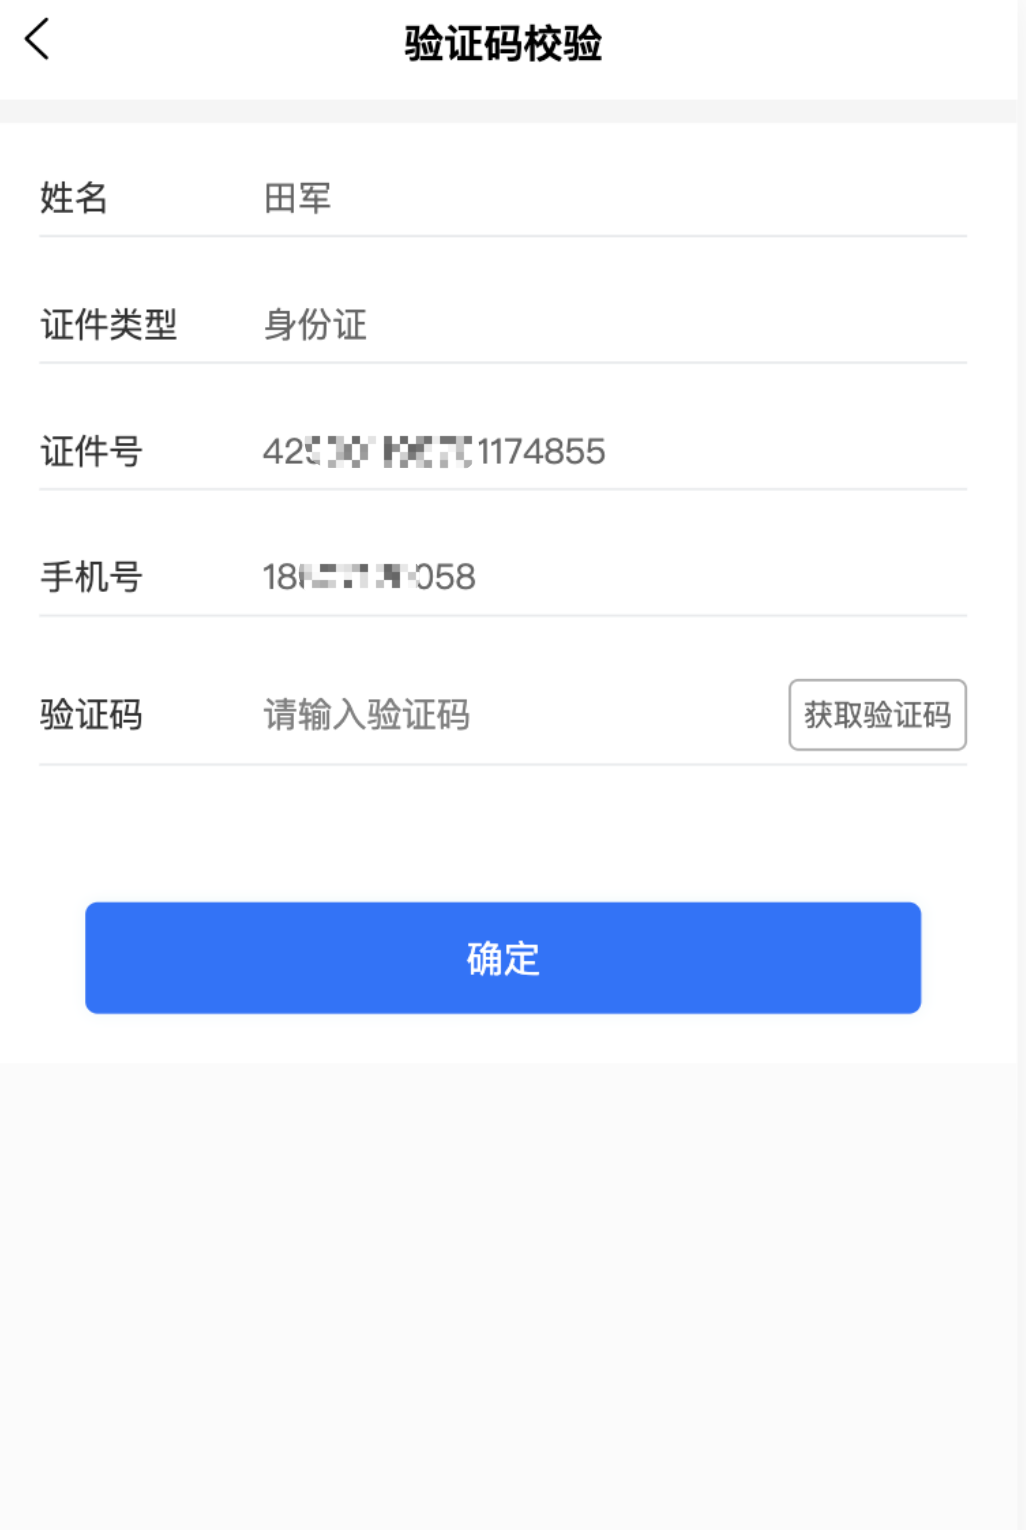 验证码校验
姓名 田军
证件类型 身份证
证件号 42 1174855
手机号 18 058
验证码 请输入验证码 获取验证码
确定